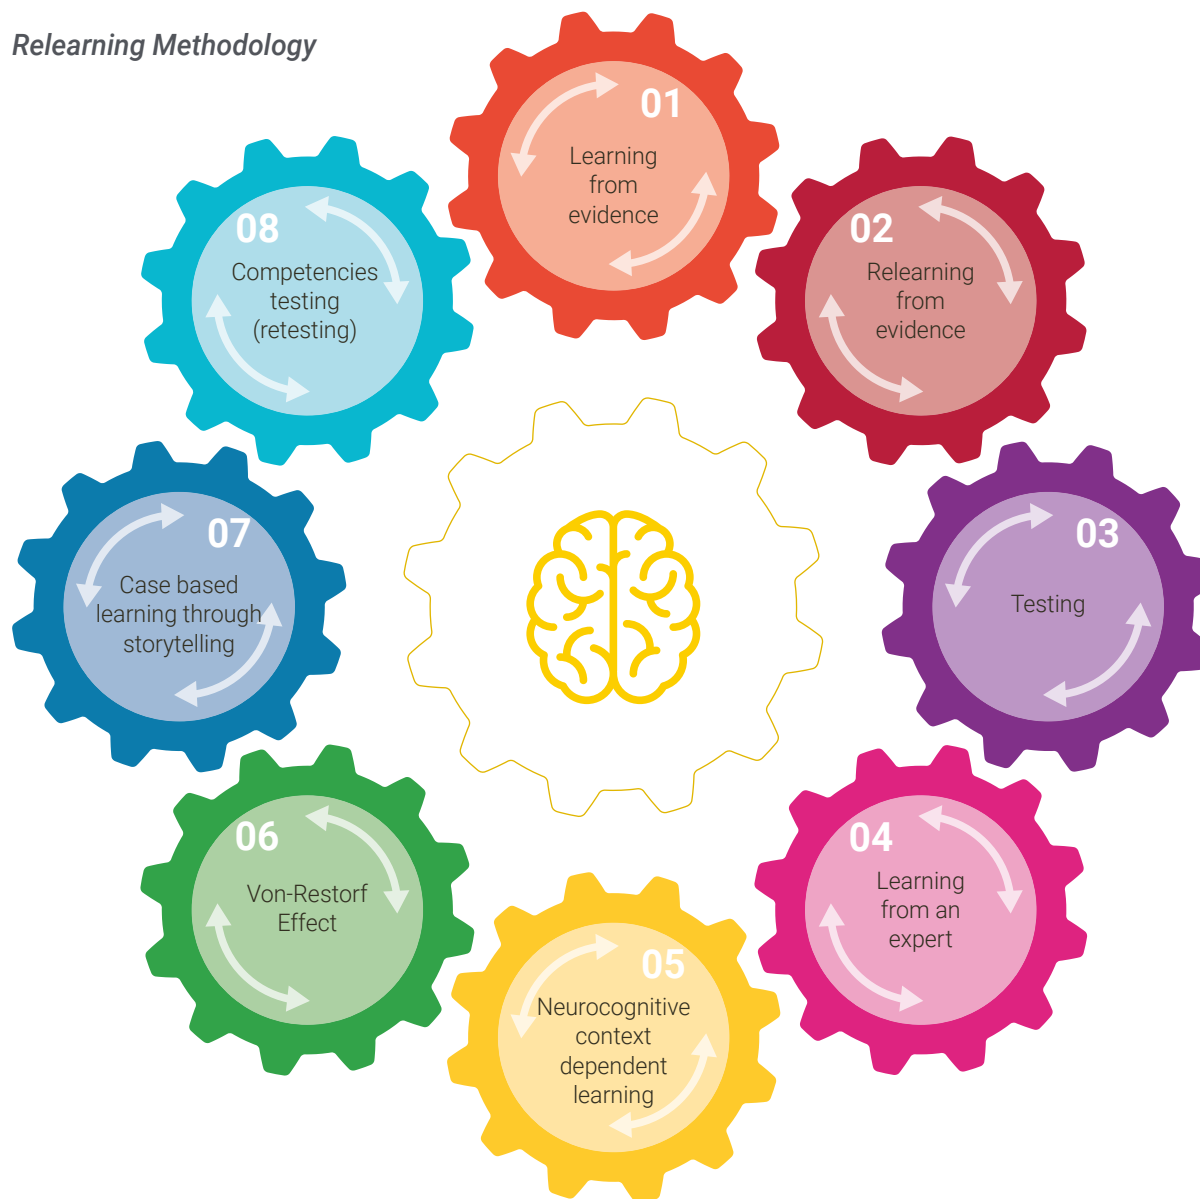 Relearning Methodology
01
Learning
from
evidence
02
Relearning
from
evidence
03
Testing
04
Learning
from an
expert
05
Neurocognitive
context
dependent
learning
06
Von-Restorf
Effect
07
Case based
learning through
storytelling
08
Competencies
testing
(retesting)